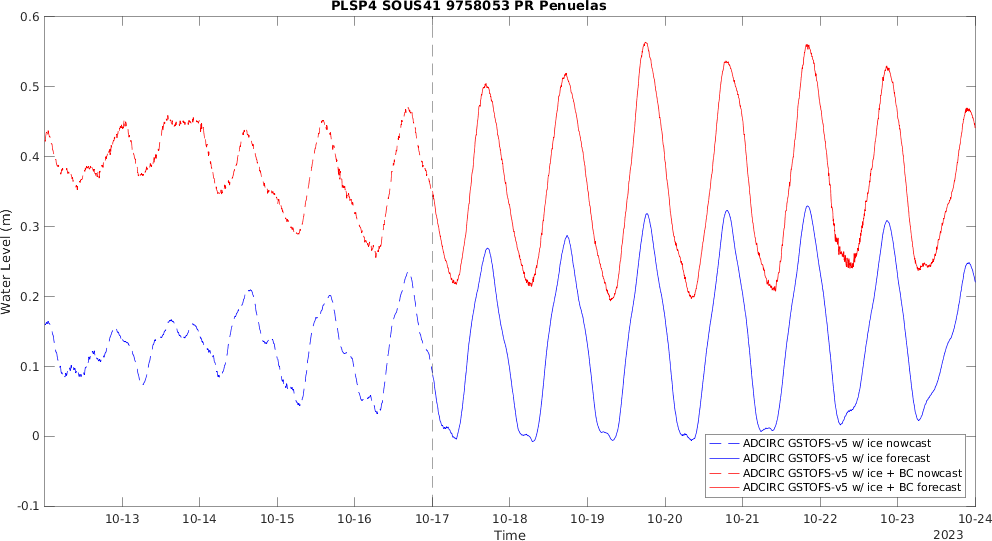 PLSP4 SOUS41 9758053 PR Penuelas
0.6
0.5
0.4
0.3
0.2
0.1
0
-0.1
Water Level (m)
ADCIRC GSTOFS-v5 w/ ice nowcast
ADCIRC GSTOFS-v5 w/ ice forecast
ADCIRC GSTOFS-v5 w/ ice + BC nowcast
ADCIRC GSTOFS-v5 w/ ice + BC forecast
10-13 10-14 10-15 10-16 10-17 10-18 10-19 10-20 10-21 10-22 10-23 10-24
Time
2023